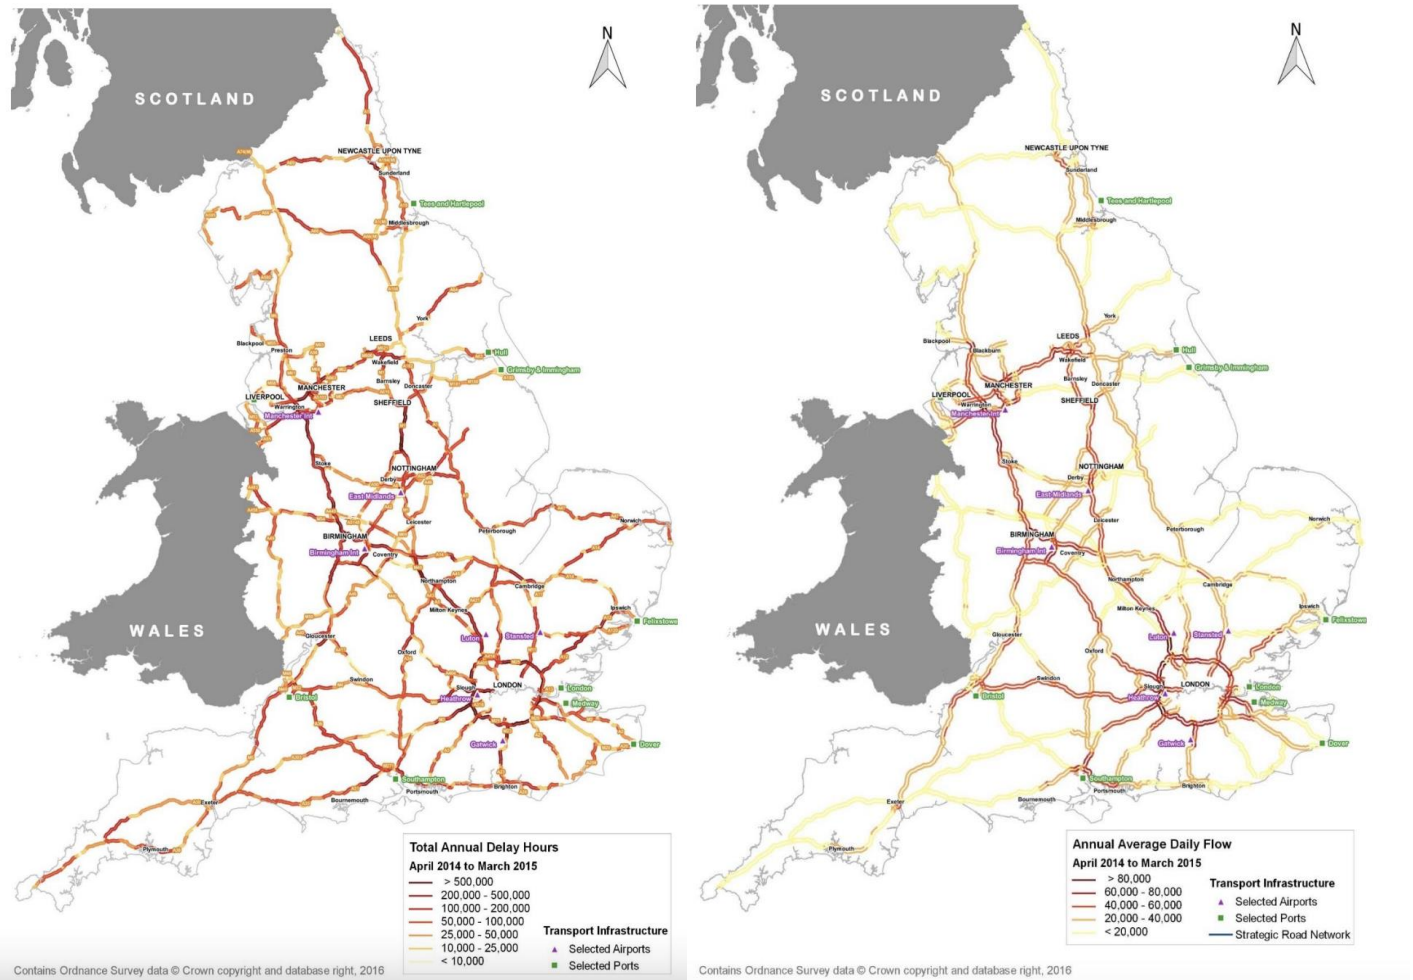 N
SCOTLAND
NEWCASTLE UPON TYNE
Sunderland
Tees and Hartlepool
Middlesbrough
York
LEEDS
Blackpool
Preston
Hull
Wakefield
Grimsby & Immingham
Barnsley
Doncaster
MANCHESTER
LIVERPOOL
SHEFFIELD
Warrington
Manchester Int
Stoke
NOTTINGHAM
Derby
East Midlands
Leicester
Norwich
Peterborough
BIRMINGHAM
Birmingham Int
Coventry
Northampton
Cambridge
Milton Keynes
Ipswich
Felixstowe
WALES
Gloucester
Luton
Stansted
Oxford
Swindon
Slough
LONDON
London
Bristol
Heathrow
Medway
Gatwick
Dover
Southampton
Portsmouth
Brighton
Bournemouth
Exeter
Plymouth
Total Annual Delay Hours
April 2014 to March 2015
> 500,000
200,000 - 500,000
100,000 - 200,000
50,000 - 100,000
25,000 - 50,000
10,000 - 25,000
< 10,000
Transport Infrastructure
Selected Airports
Selected Ports
Contains Ordnance Survey data © Crown copyright and database right, 2016
N
SCOTLAND
NEWCASTLE UPON TYNE
Sunderland
Tees and Hartlepool
Middlesbrough
York
LEEDS
Blackpool
Blackburn
Hull
Wakefield
Grimsby & Immingham
Barnsley
Doncaster
MANCHESTER
LIVERPOOL
SHEFFIELD
Warrington
Manchester Int
Stoke
NOTTINGHAM
Derby
East Midlands
Leicester
Norwich
Peterborough
BIRMINGHAM
Birmingham Int
Coventry
Northampton
Cambridge
Milton Keynes
Ipswich
Felixstowe
WALES
Gloucester
Luton
Stansted
Oxford
Swindon
Slough
LONDON
London
Bristol
Heathrow
Medway
Gatwick
Dover
Southampton
Portsmouth
Brighton
Bournemouth
Exeter
Plymouth
Annual Average Daily Flow
April 2014 to March 2015
> 80,000
60,000 - 80,000
40,000 - 60,000
20,000 - 40,000
< 20,000
Transport Infrastructure
Selected Airports
Selected Ports
Strategic Road Network
Contains Ordnance Survey data © Crown copyright and database right, 2016